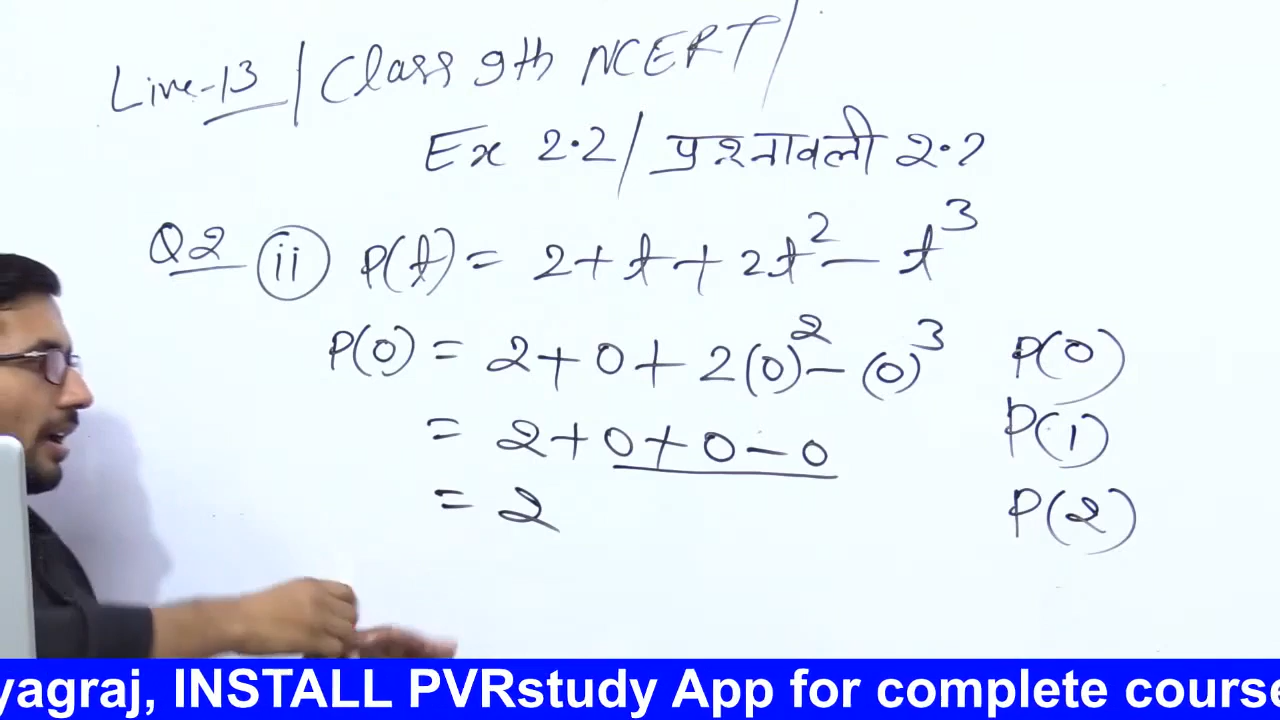 Live-13 / Class 9th NCERT /
Ex 2.2 / प्रश्नावली 2.2
Q2 (ii) P(t) = 2 + t + 2t² - t³
P(0) = 2 + 0 + 2(0)² - (0)³ P(0)
= 2 + 0 + 0 - 0 P(1)
= 2 P(2)
yagraj, INSTALL PVRstudy App for complete course